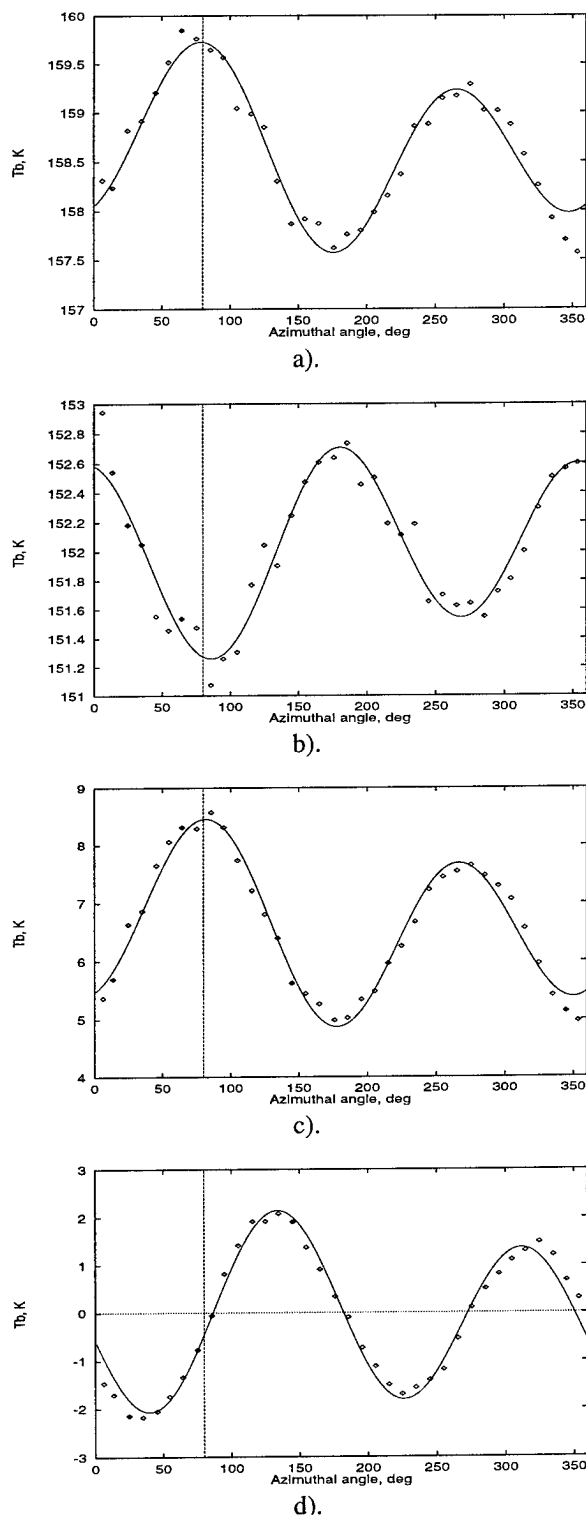 160
159.5
159
158.5
158
157.5
157
Tb, K
0 50 100 150 200 250 300 350
Azimuthal angle, deg
a).
153
152.8
152.6
152.4
152.2
152
151.8
151.6
151.4
151.2
151
Tb, K
0 50 100 150 200 250 300 350
Azimuthal angle, deg
b).
9
8
7
6
5
4
Tb, K
0 50 100 150 200 250 300 350
Azimuthal angle, deg
c).
3
2
1
0
-1
-2
-3
Tb, K
0 50 100 150 200 250 300 350
Azimuthal angle, deg
d).